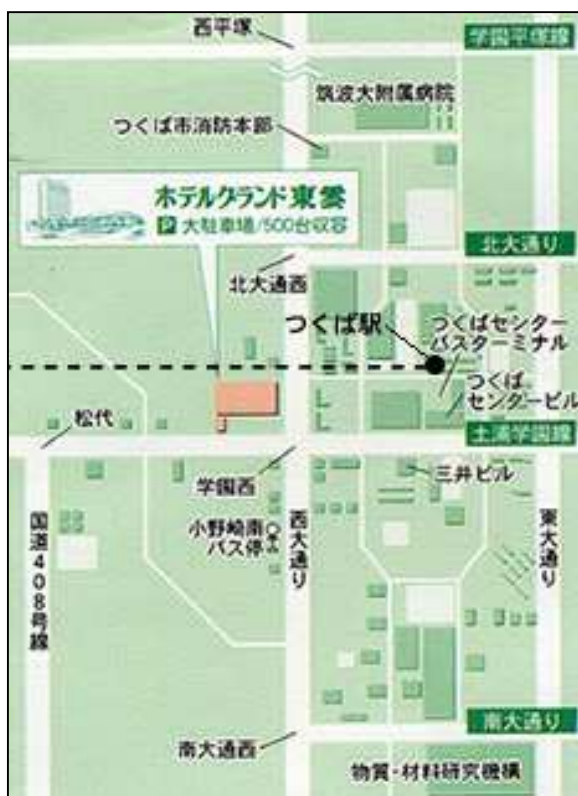 西平塚
学園平塚線
筑波大附属病院
つくば市消防本部
ホテルグランド東雲
P 大駐車場/500台収容
北大通り
北大通西
つくば駅
つくばセンター
バスターミナル
つくば
センタービル
松代
土浦学園線
学園西
三井ビル
小野崎南
バス停
西大通り
東大通り
国道408号線
南大通り
南大通西
物質・材料研究機構